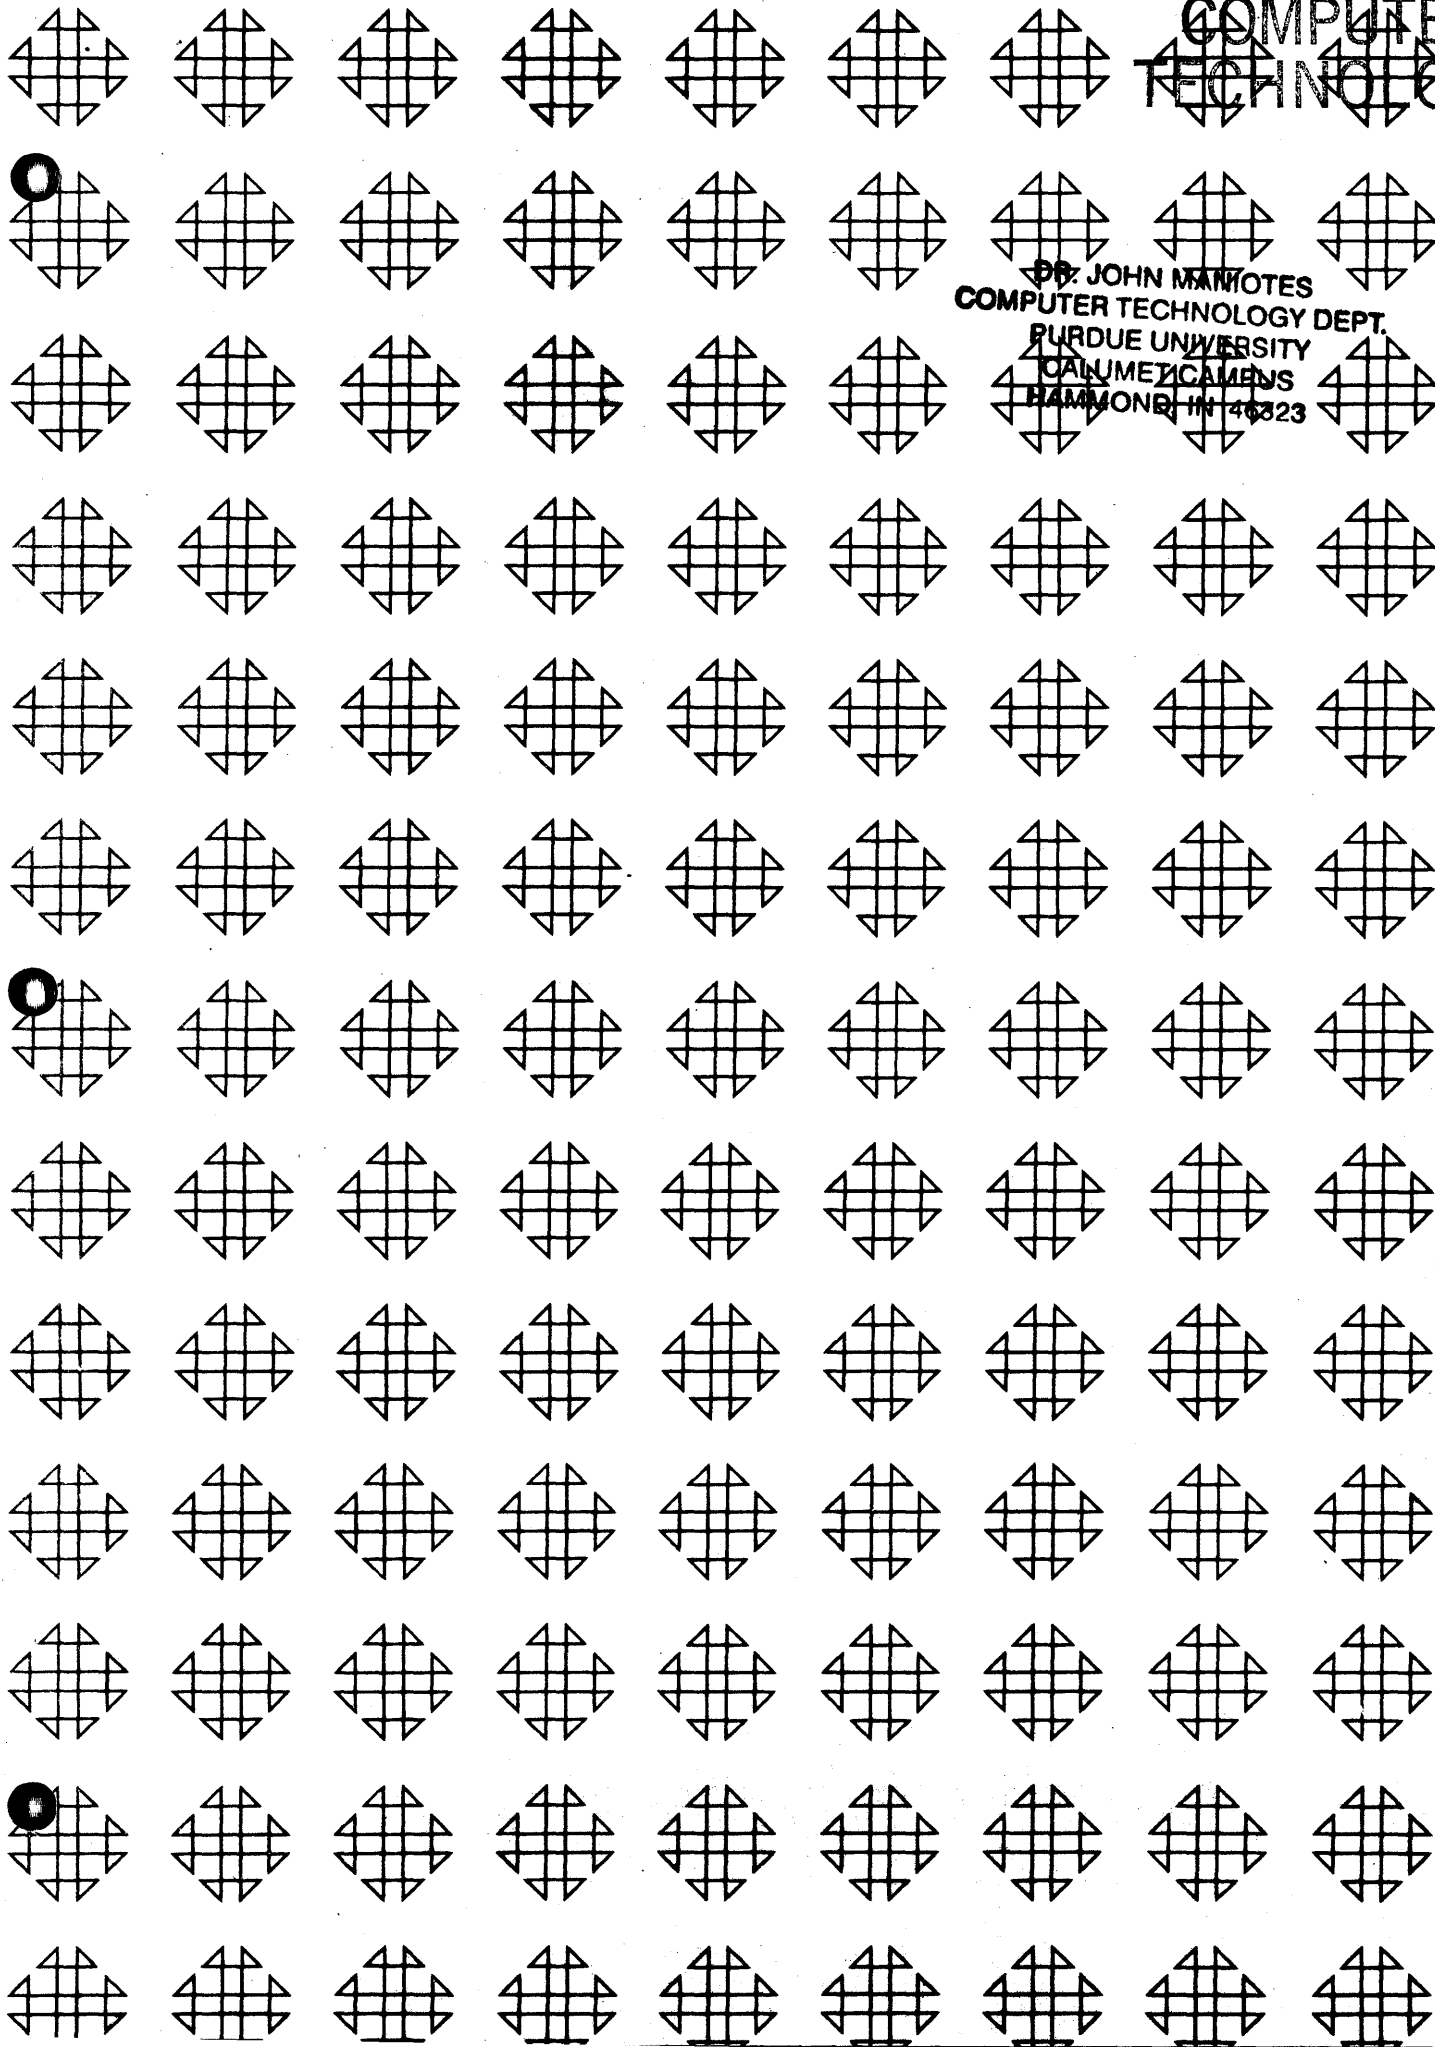 COMPUTE
TECHNOLO
DR. JOHN MANIOTES
COMPUTER TECHNOLOGY DEPT.
PURDUE UNIVERSITY
CALUMET CAMPUS
HAMMOND, IN 46323